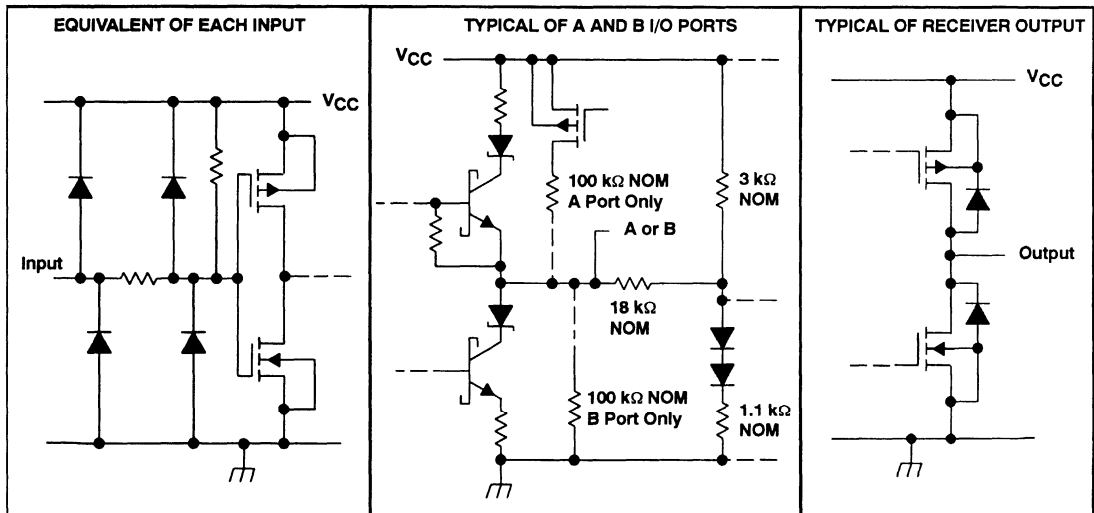 EQUIVALENT OF EACH INPUT
VCC
Input
TYPICAL OF A AND B I/O PORTS
VCC
100 kΩ NOM
A Port Only
3 kΩ
NOM
A or B
18 kΩ
NOM
100 kΩ NOM
B Port Only
1.1 kΩ
NOM
TYPICAL OF RECEIVER OUTPUT
VCC
Output